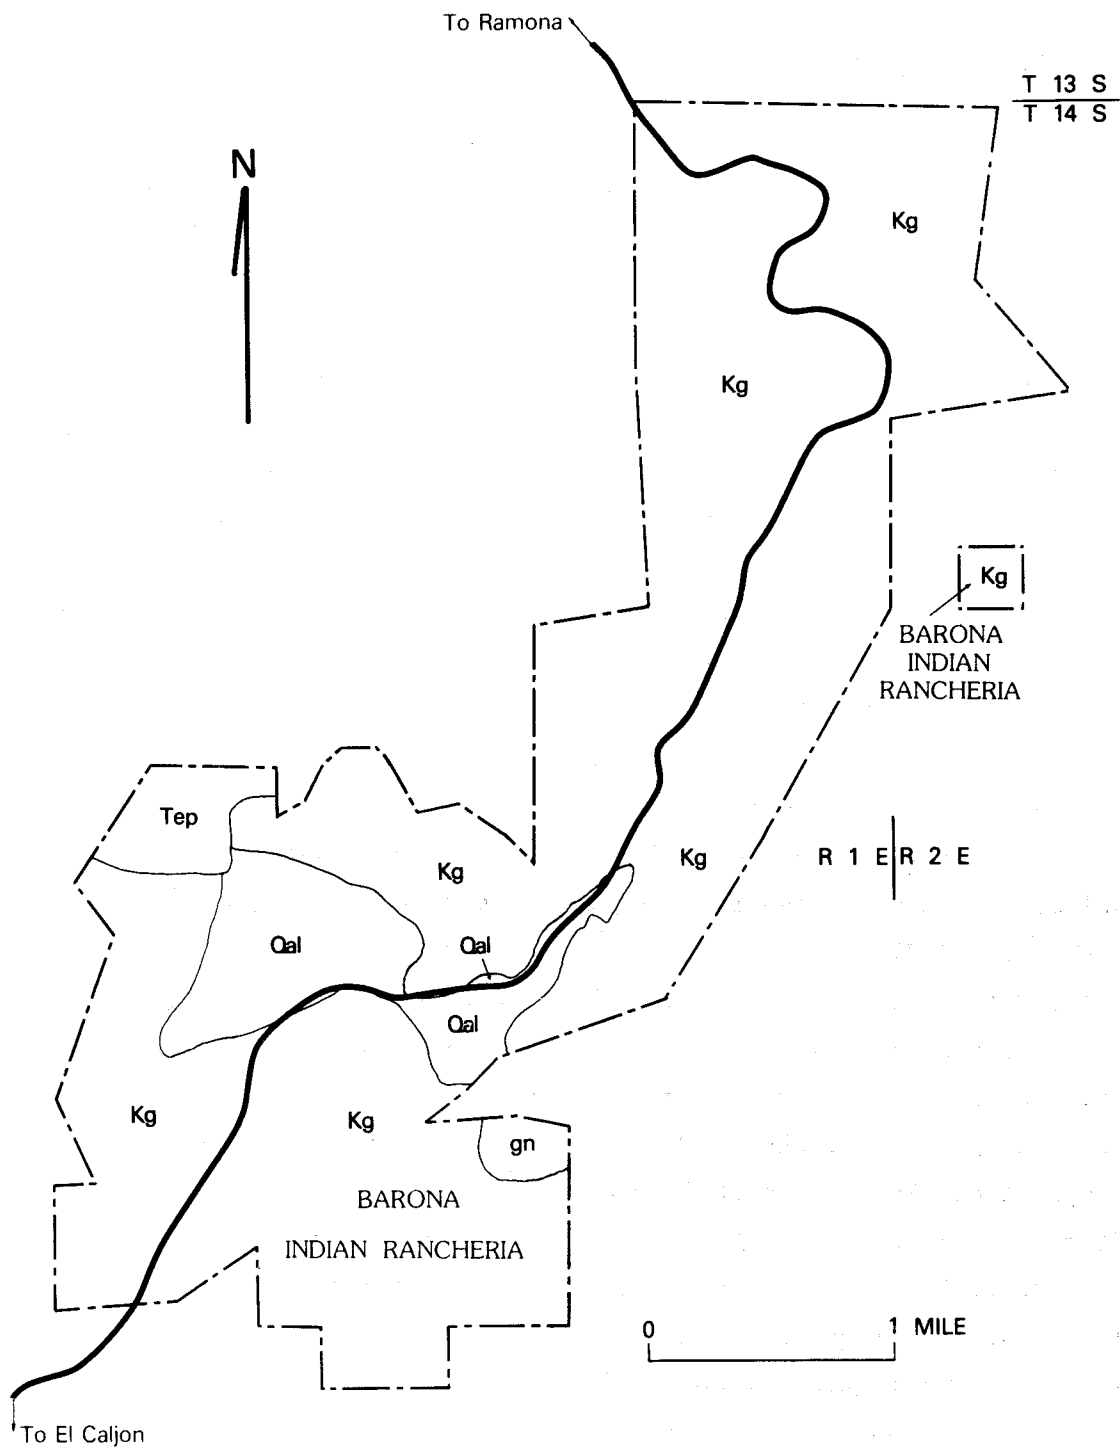 To Ramona
T 13 S
T 14 S
N
Kg
Kg
Kg
BARONA
INDIAN
RANCHERIA
Tep
Kg
Kg
R 1 E R 2 E
Qal
Qal
Qal
Kg
Kg
gn
BARONA
INDIAN RANCHERIA
0 1 MILE
To El Caljon